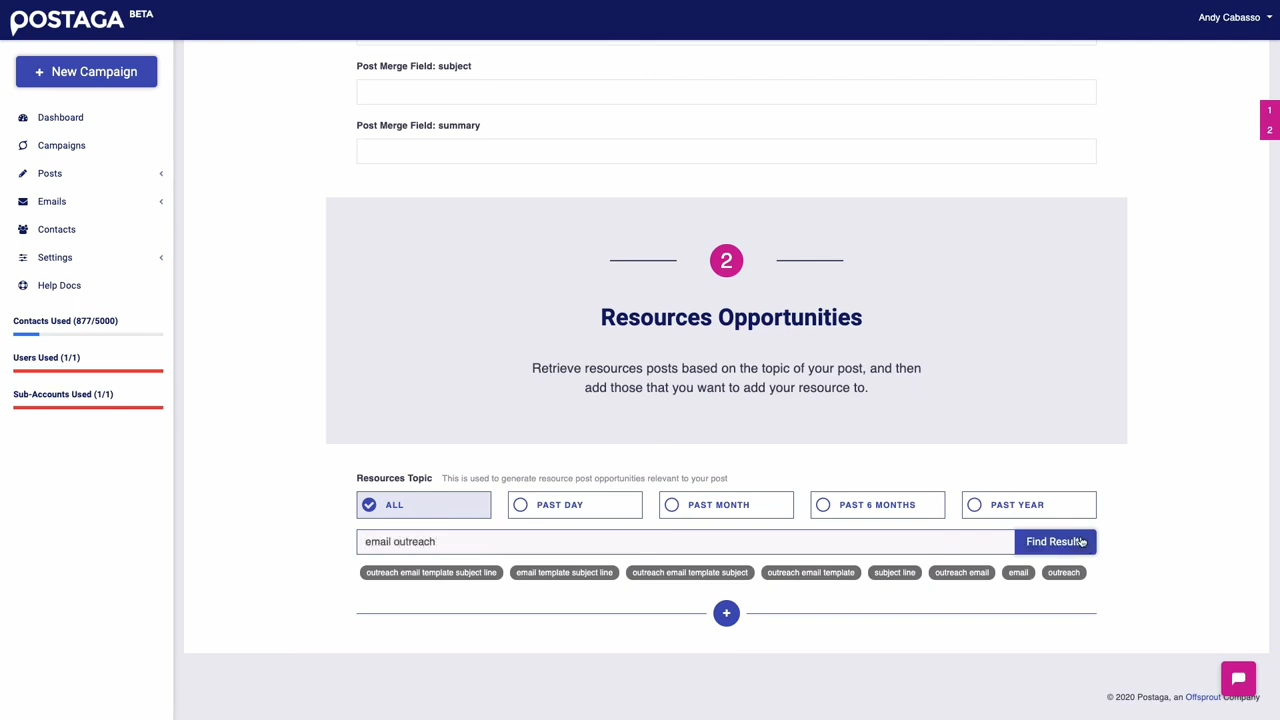 POSTAGA BETA
Andy Cabasso
+ New Campaign
Dashboard
Campaigns
Posts
Emails
Contacts
Settings
Help Docs
Contacts Used (877/5000)
Users Used (1/1)
Sub-Accounts Used (1/1)
Post Merge Field: subject
Post Merge Field: summary
1
2
2
Resources Opportunities
Retrieve resources posts based on the topic of your post, and then
add those that you want to add your resource to.
Resources Topic This is used to generate resource post opportunities relevant to your post
ALL PAST DAY PAST MONTH PAST 6 MONTHS PAST YEAR
email outreach Find Results
outreach email template subject line email template subject line outreach email template subject outreach email template subject line outreach email email outreach
+
© 2020 Postaga, an Offsprout Company